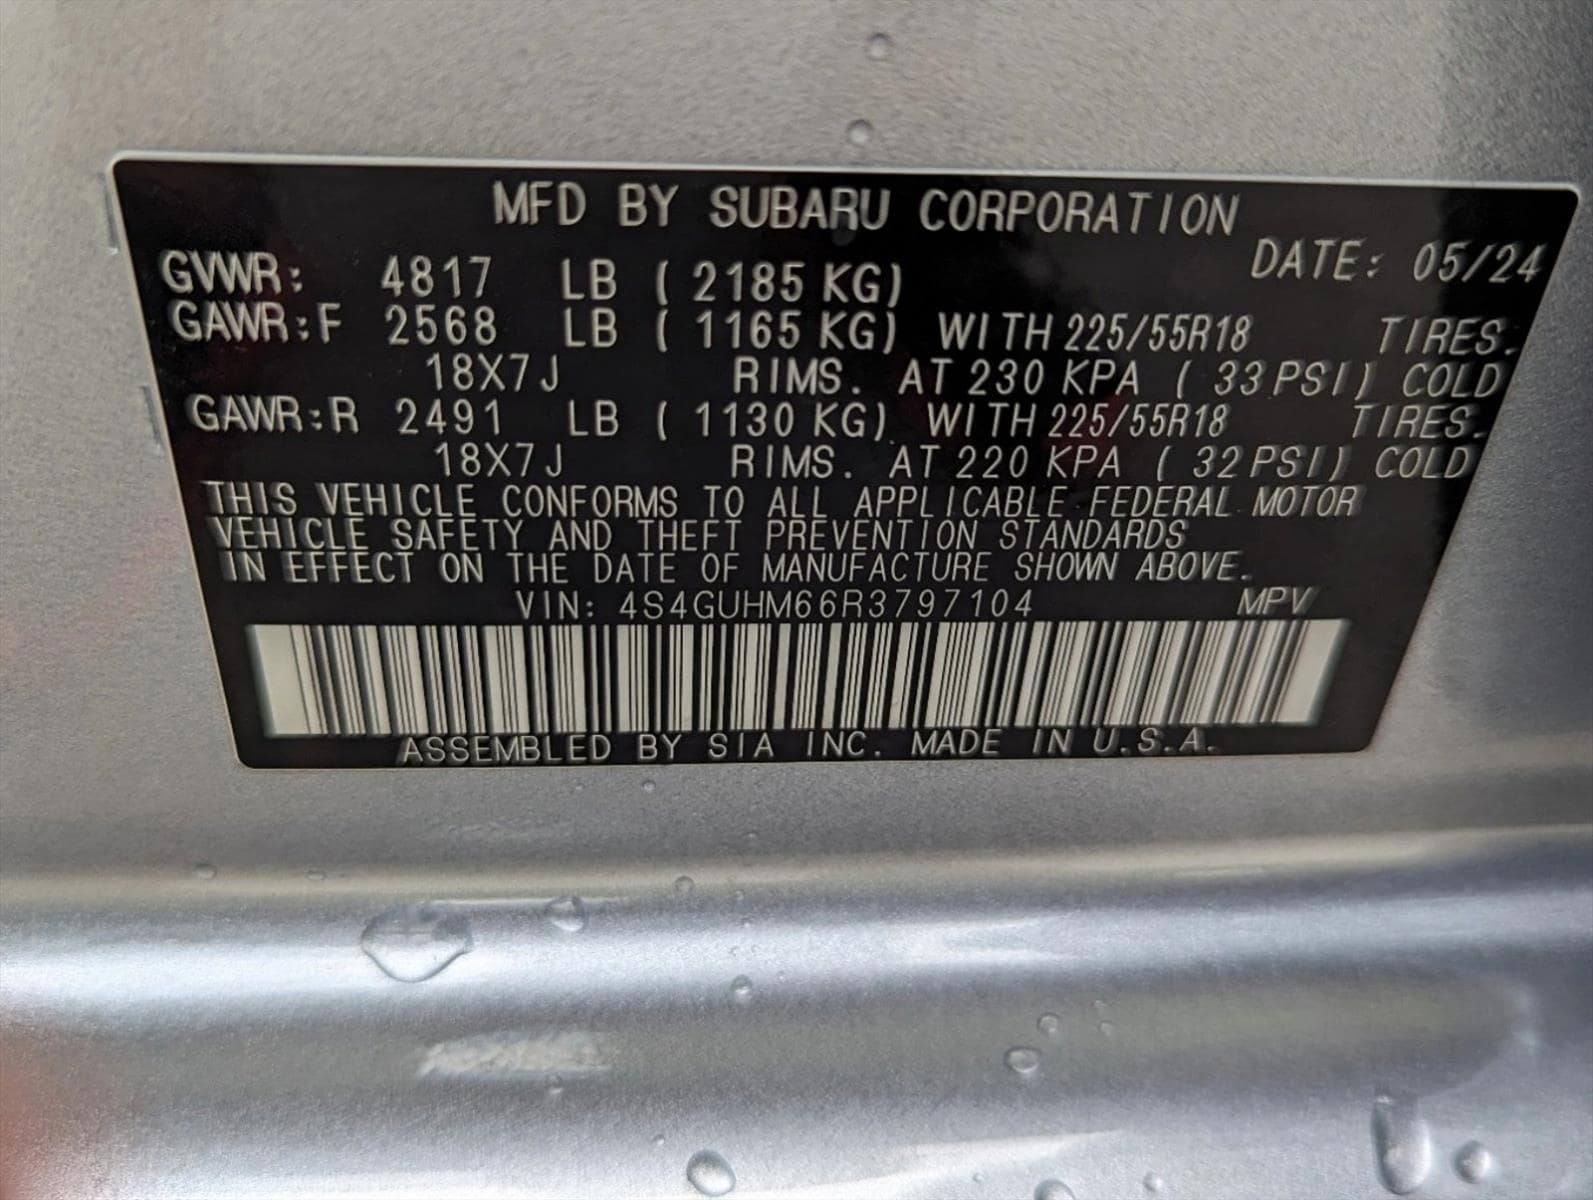 MFD BY SUBARU CORPORATION
DATE: 05/24
GVWR: 4817 LB ( 2185 KG)
GAWR:F 2568 LB ( 1165 KG) WITH 225/55R18 TIRES.
18X7J RIMS. AT 230 KPA ( 33 PSI) COLD
GAWR:R 2491 LB ( 1130 KG) WITH 225/55R18 TIRES.
18X7J RIMS. AT 220 KPA ( 32 PSI) COLD
THIS VEHICLE CONFORMS TO ALL APPLICABLE FEDERAL MOTOR
VEHICLE SAFETY AND THEFT PREVENTION STANDARDS
IN EFFECT ON THE DATE OF MANUFACTURE SHOWN ABOVE.
VIN: 4S4GUHM66R3797104 MPV
ASSEMBLED BY SIA INC. MADE IN U.S.A.